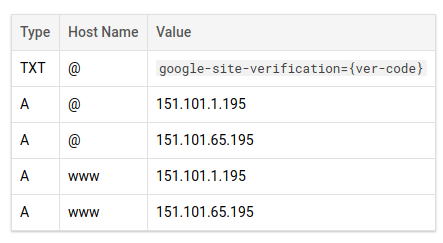 Type Host Name Value
TXT @ google-site-verification={ver-code}
A @ 151.101.1.195
A @ 151.101.65.195
A www 151.101.1.195
A www 151.101.65.195